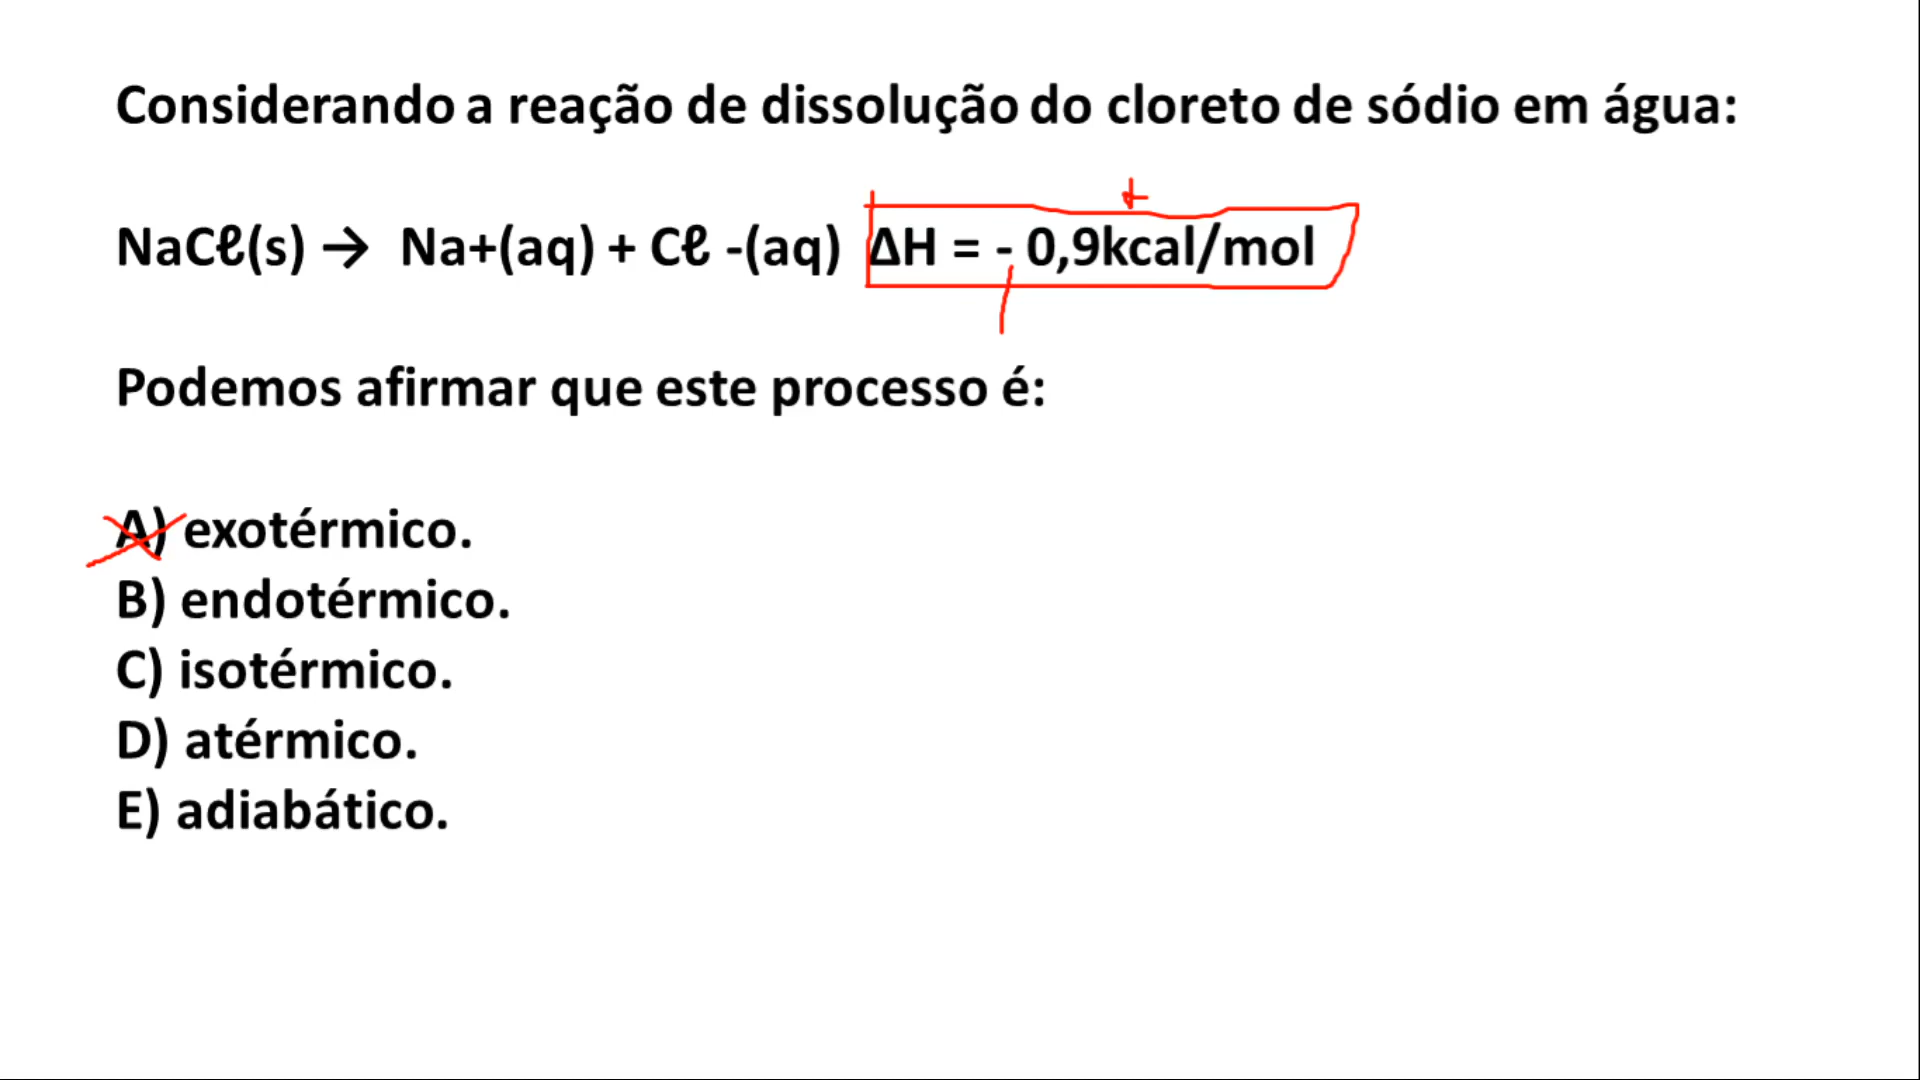 Considerando a reação de dissolução do cloreto de sódio em água:
+
NaCℓ(s) → Na+(aq) + Cℓ -(aq) ΔH = - 0,9kcal/mol
Podemos afirmar que este processo é:
A) exotérmico.
B) endotérmico.
C) isotérmico.
D) atérmico.
E) adiabático.